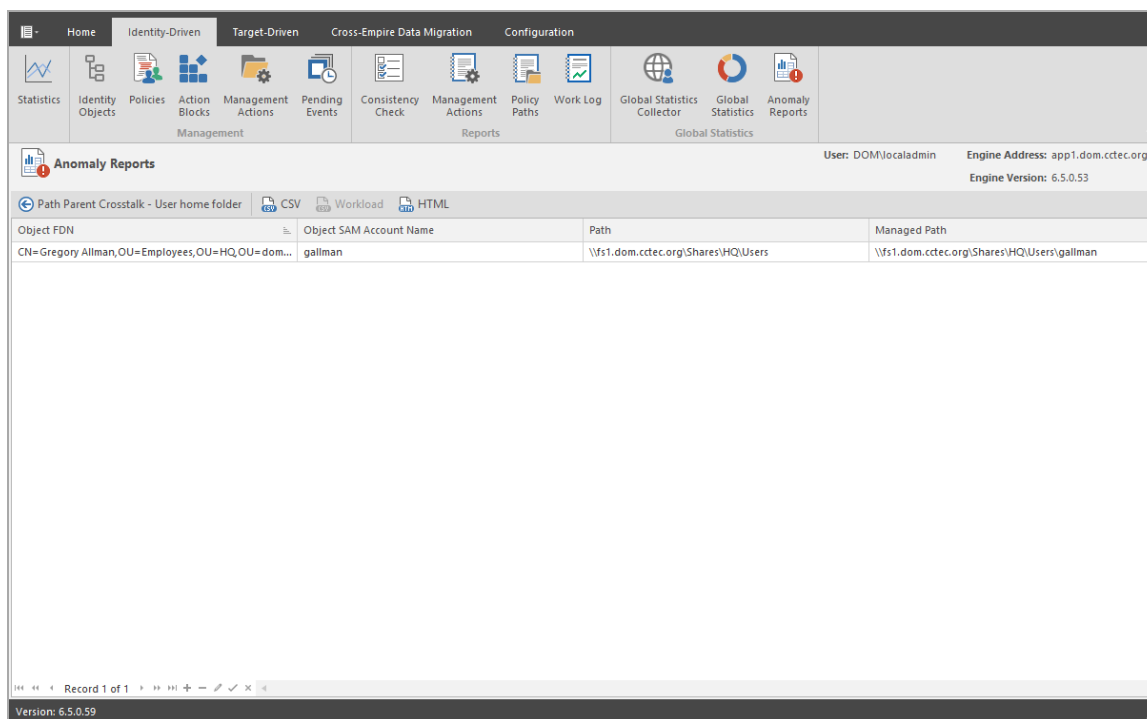 Home Identity-Driven Target-Driven Cross-Empire Data Migration Configuration
Statistics Identity Objects Policies Action Blocks Management Actions Pending Events Consistency Check Management Actions Policy Paths Work Log Global Statistics Collector Global Statistics Anomaly Reports
Management Reports Global Statistics
Anomaly Reports User: DOM\localadmin Engine Address: app1.dom.cctec.org
Engine Version: 6.5.0.53
Path Parent Crosstalk - User home folder CSV Workload HTML
Object FDN Object SAM Account Name Path Managed Path
CN=Gregory Allman,OU=Employees,OU=HQ,OU=dom... gallman \\fs1.dom.cctec.org\Shares\HQ\Users \\fs1.dom.cctec.org\Shares\HQ\Users\gallman
Record 1 of 1
Version: 6.5.0.59